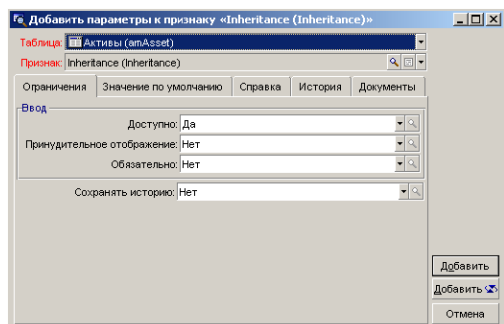 Добавить параметры к признаку «Inheritance (Inheritance)»
Таблица: Активы (amAsset)
Признак: Inheritance (Inheritance)
Ограничения Значение по умолчанию Справка История Документы
Ввод
Доступно: Да
Принудительное отображение: Нет
Обязательно: Нет
Сохранять историю: Нет
Добавить
Добавить
Отмена